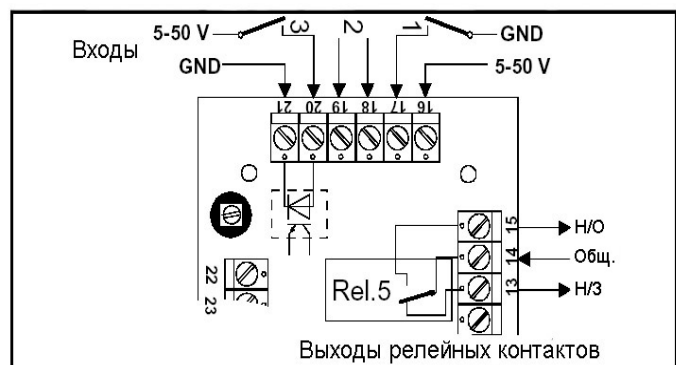 5-50 V
3
2
1
GND
Входы
GND
5-50 V
21
20
19
18
17
16
15
Н/О
14
Общ.
22
Rel.5
13
Н/З
23
Выходы релейных контактов